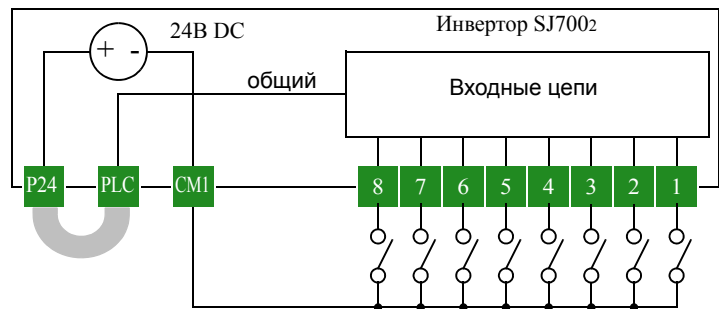 24В DC
Инвертор SJ7002
+ -
общий
Входные цепи
P24 PLC CM1 8 7 6 5 4 3 2 1